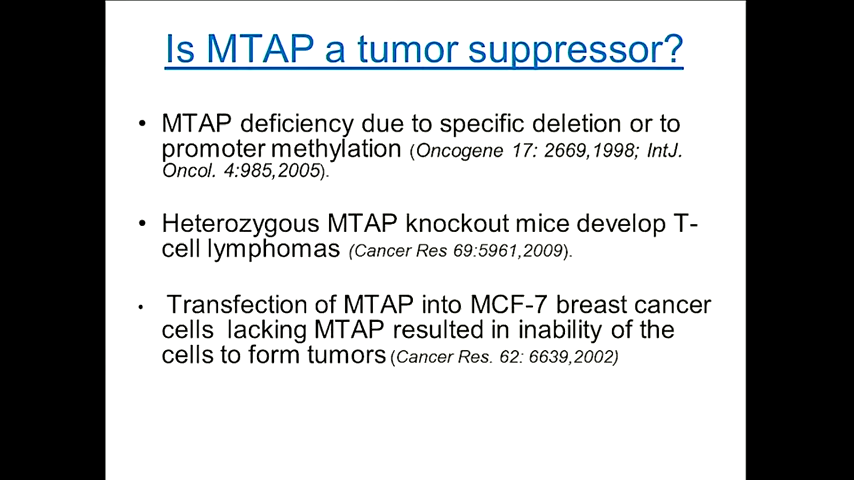 Is MTAP a tumor suppressor?
• MTAP deficiency due to specific deletion or to
promoter methylation (Oncogene 17: 2669,1998; IntJ.
Oncol. 4:985,2005).
• Heterozygous MTAP knockout mice develop T-
cell lymphomas (Cancer Res 69:5961,2009).
• Transfection of MTAP into MCF-7 breast cancer
cells lacking MTAP resulted in inability of the
cells to form tumors (Cancer Res. 62: 6639,2002)